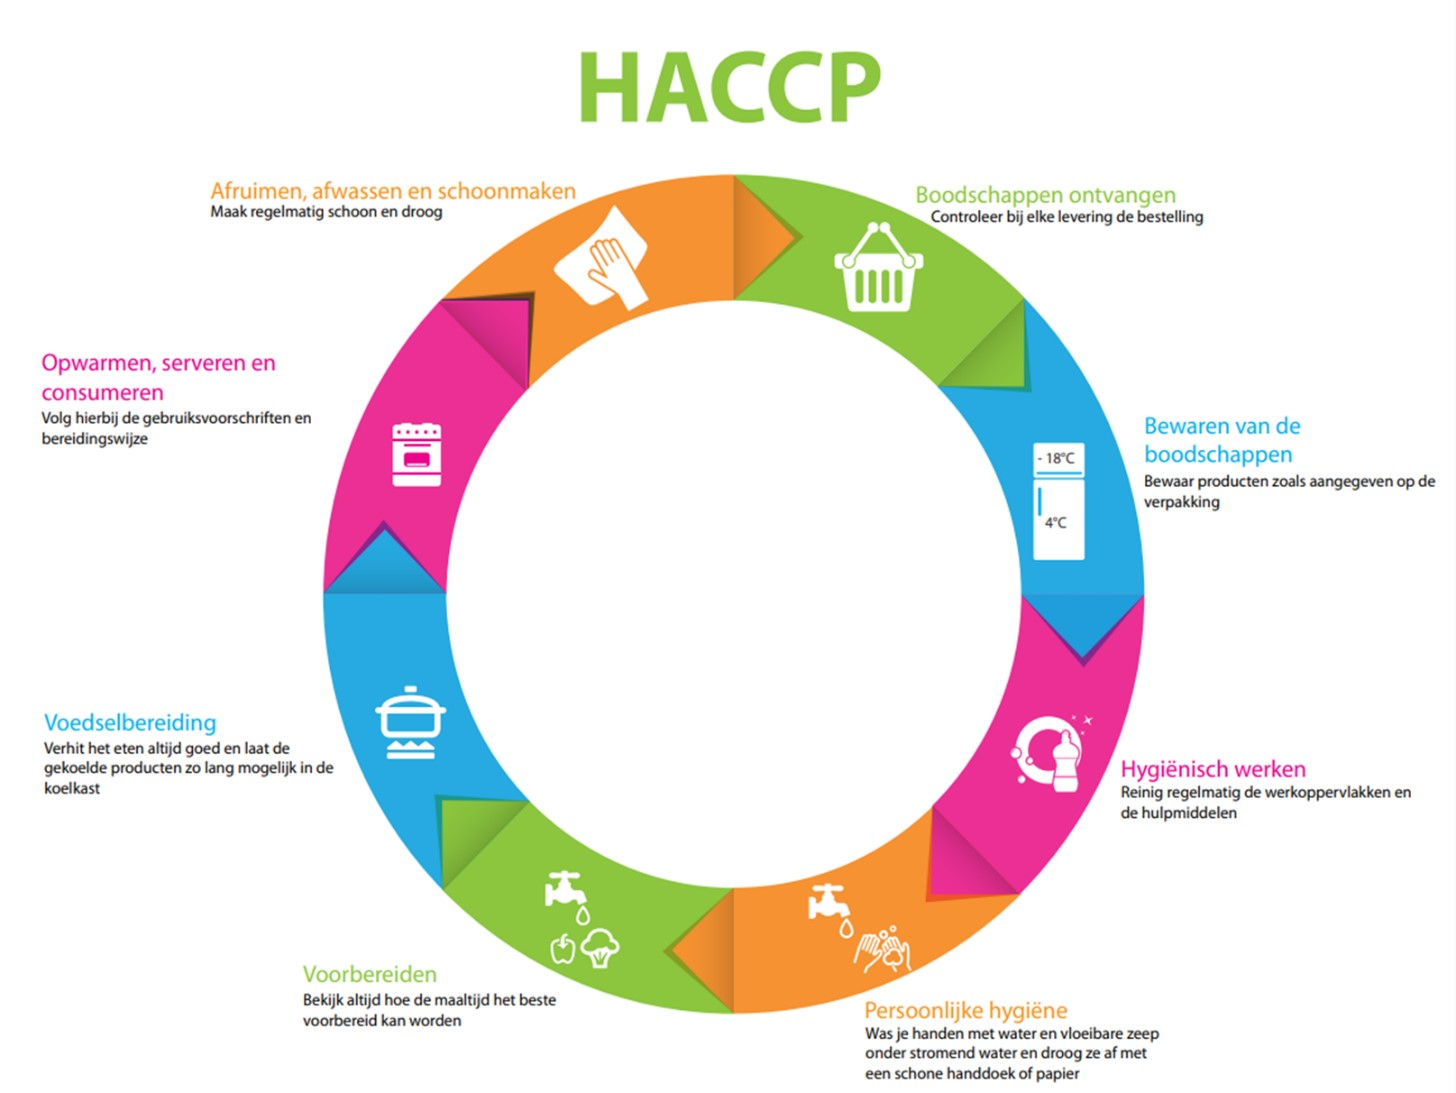 HACCP
Afruimen, afwassen en schoonmaken
Maak regelmatig schoon en droog
Boodschappen ontvangen
Controleer bij elke levering de bestelling
Opwarmen, serveren en
consumeren
Volg hierbij de gebruiksvoorschriften en
bereidingswijze
Bewaren van de
boodschappen
Bewaar producten zoals aangegeven op de
verpakking
- 18°C
4°C
Voedselbereiding
Verhit het eten altijd goed en laat de
gekoelde producten zo lang mogelijk in de
koelkast
Hygiënisch werken
Reinig regelmatig de werkoppervlakken en
de hulpmiddelen
Voorbereiden
Bekijk altijd hoe de maaltijd het beste
voorbereid kan worden
Persoonlijke hygiëne
Was je handen met water en vloeibare zeep
onder stromend water en droog ze af met
een schone handdoek of papier